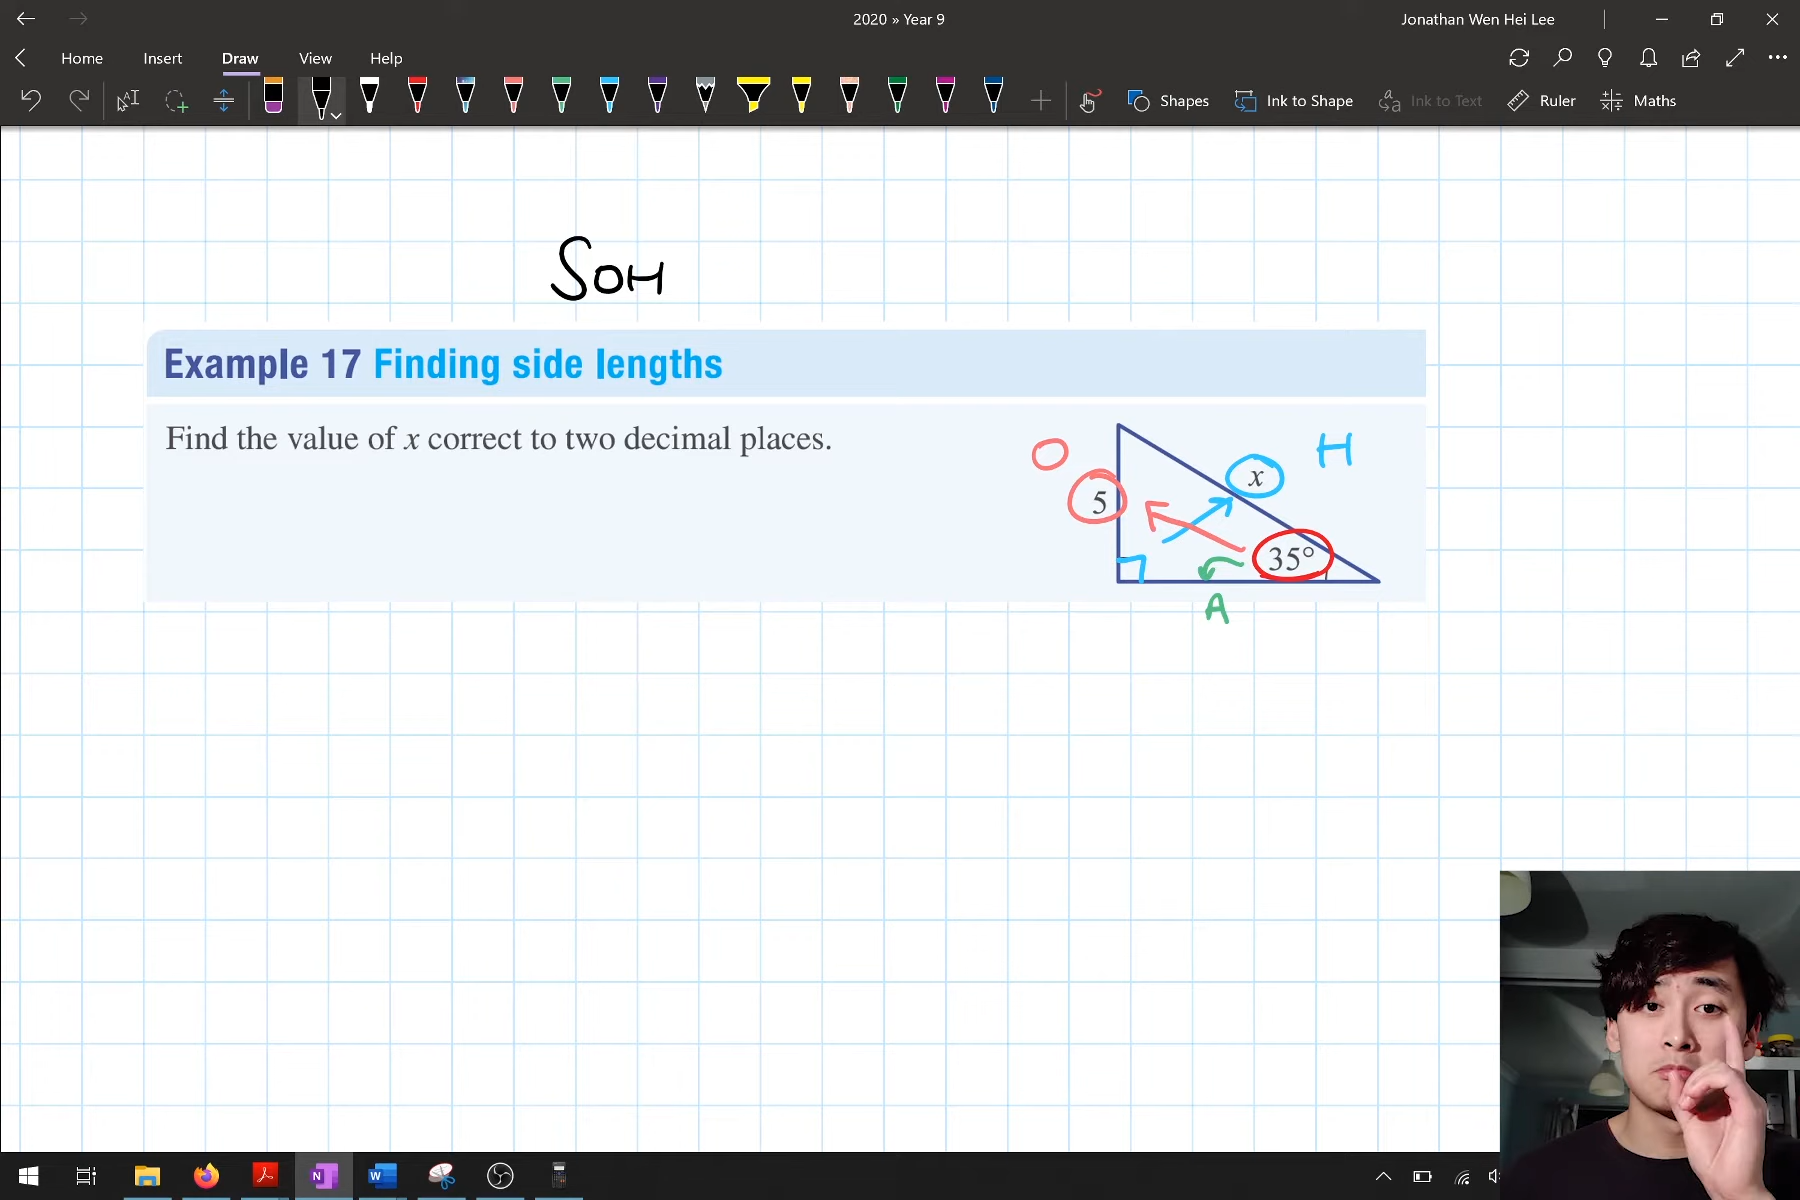 2020 » Year 9
Jonathan Wen Hei Lee
Home Insert Draw View Help
Shapes Ink to Shape Ink to Text Ruler Maths
SOH
Example 17 Finding side lengths
Find the value of x correct to two decimal places.
O
H
x
5
35°
A